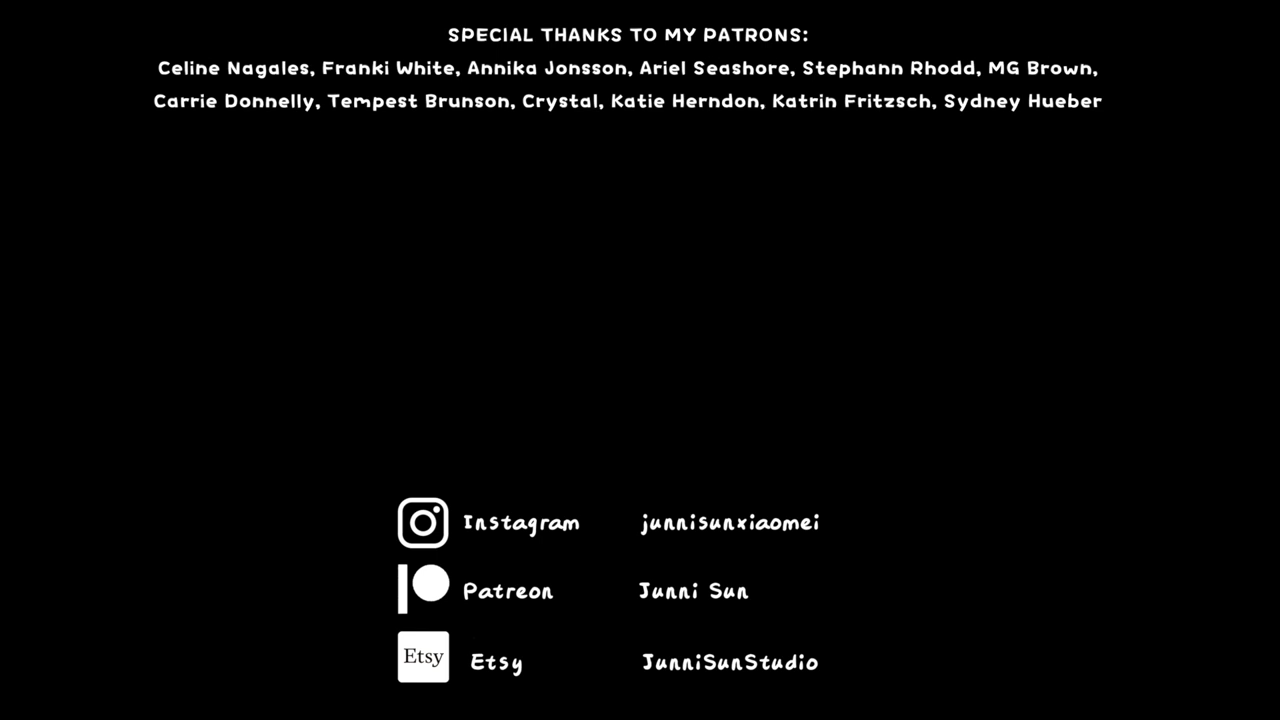 SPECIAL THANKS TO MY PATRONS:
Celine Nagales, Franki White, Annika Jonsson, Ariel Seashore, Stephann Rhodd, MG Brown,
Carrie Donnelly, Tempest Brunson, Crystal, Katie Herndon, Katrin Fritzsch, Sydney Hueber
Instagram junnisunxiaomei
Patreon Junni Sun
Etsy Etsy JunniSunStudio